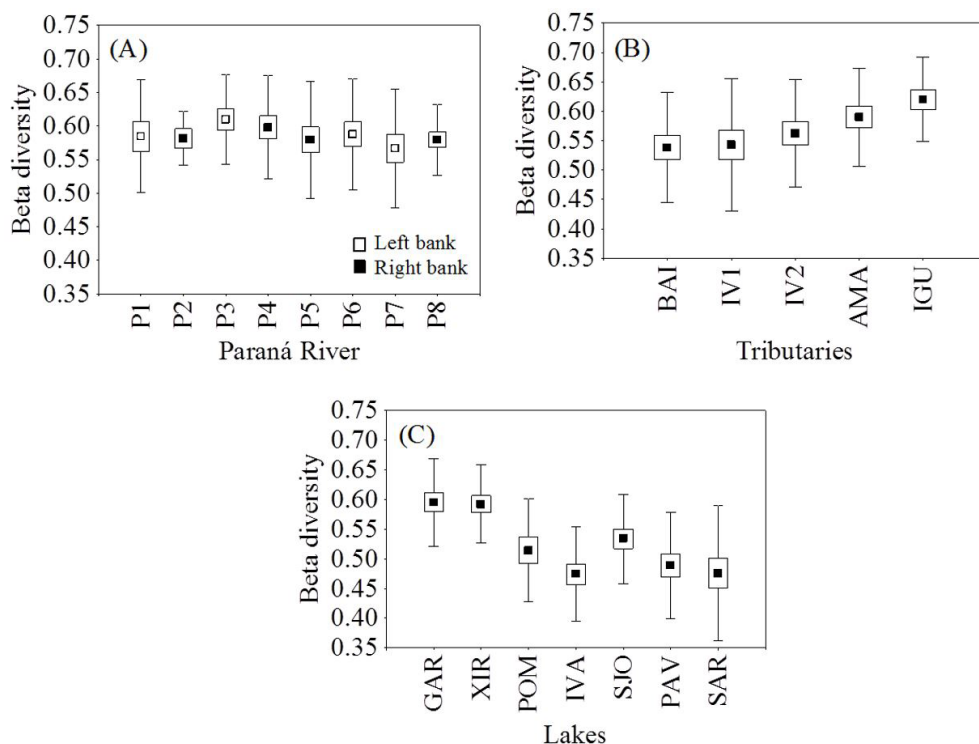 (A)
Beta diversity
0.75
0.70
0.65
0.60
0.55
0.50
0.45
0.40
0.35
Left bank
Right bank
P1 P2 P3 P4 P5 P6 P7 P8
Paraná River
(B)
Beta diversity
0.75
0.70
0.65
0.60
0.55
0.50
0.45
0.40
0.35
BAI IV1 IV2 AMA IGU
Tributaries
(C)
Beta diversity
0.75
0.70
0.65
0.60
0.55
0.50
0.45
0.40
0.35
GAR XIR POM IVA SJO PAV SAR
Lakes